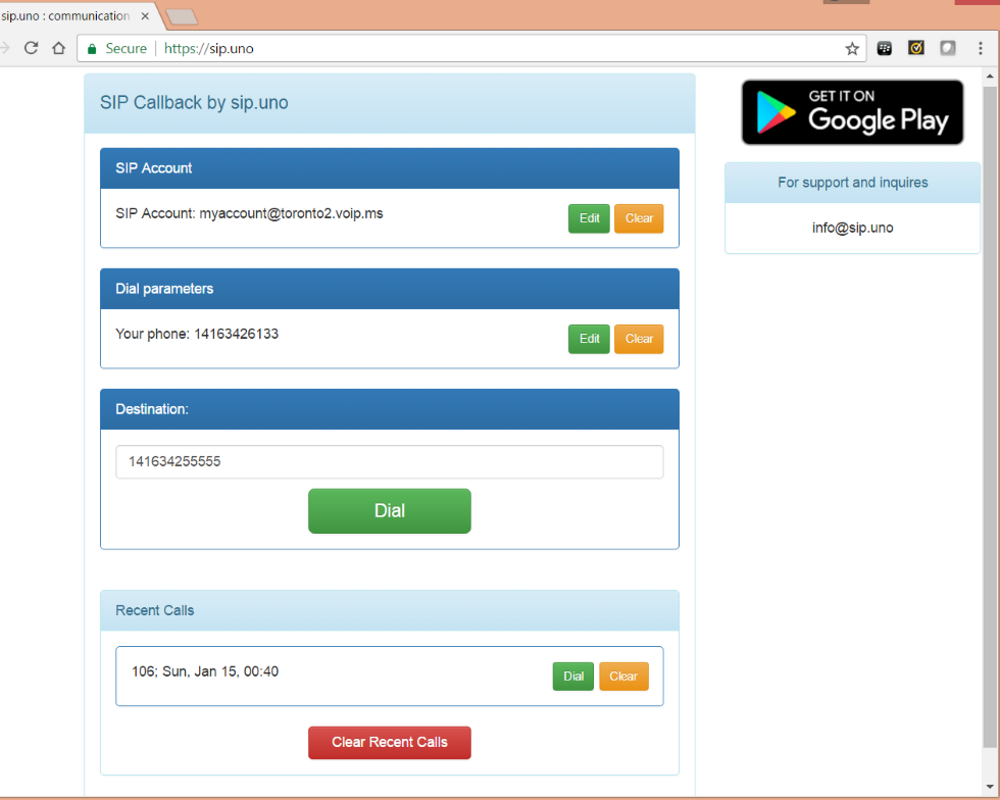 sip.uno : communication
Secure
https://sip.uno
SIP Callback by sip.uno
GET IT ON
Google Play
SIP Account
SIP Account: myaccount@toronto2.voip.ms
Edit
Clear
For support and inquires
info@sip.uno
Dial parameters
Your phone: 14163426133
Edit
Clear
Destination:
141634255555
Dial
Recent Calls
106; Sun, Jan 15, 00:40
Dial
Clear
Clear Recent Calls